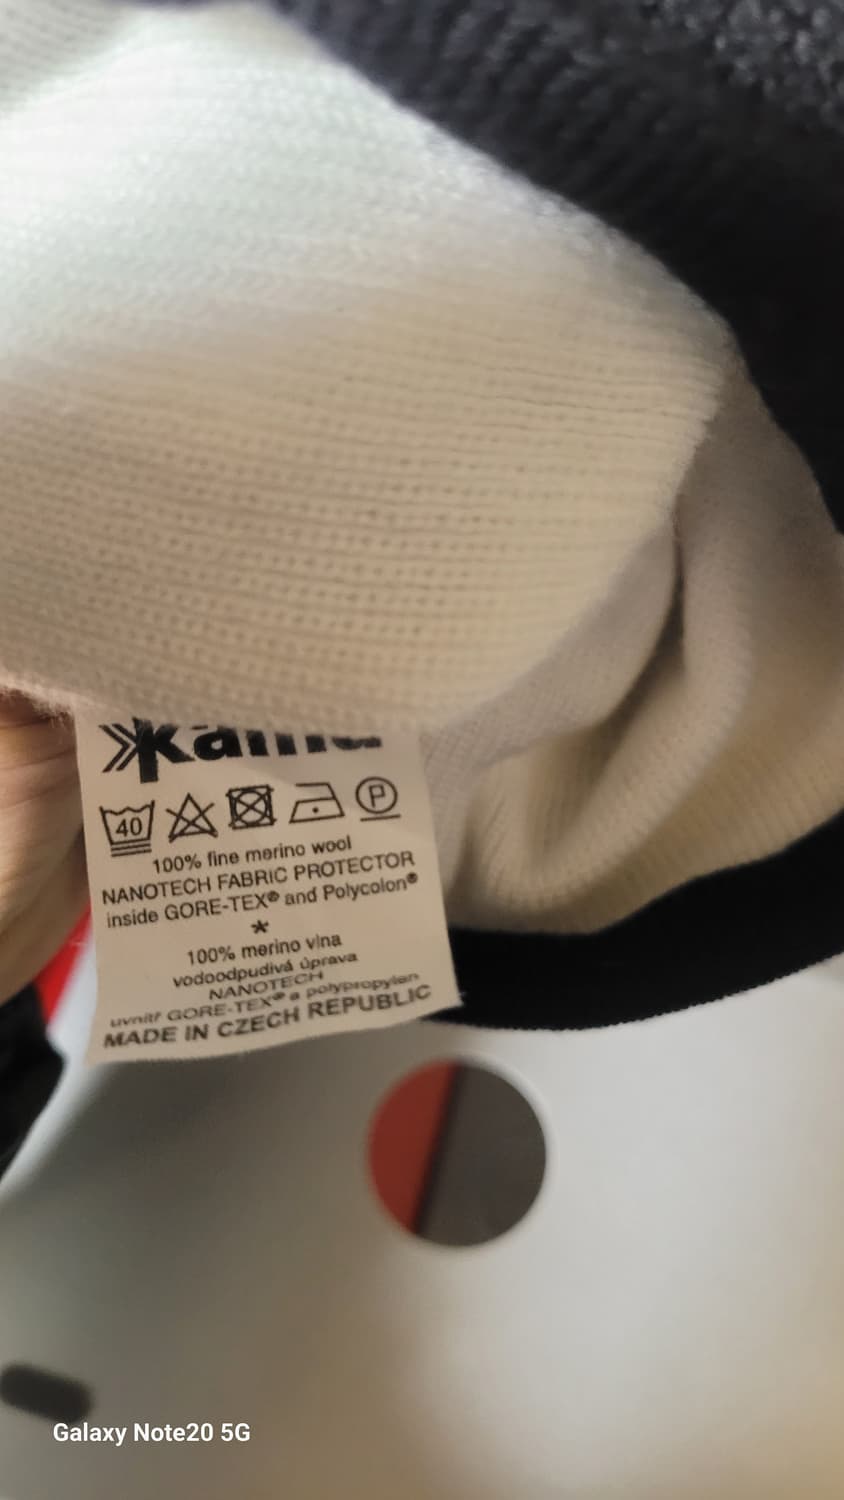 Kama
40 P
100% fine merino wool
NANOTECH FABRIC PROTECTOR
inside GORE-TEX® and Polycolon®
*
100% merino vlna
vodoodpudivá úprava
NANOTECH
uvnitř GORE-TEX® a polypropylen
MADE IN CZECH REPUBLIC
Galaxy Note20 5G